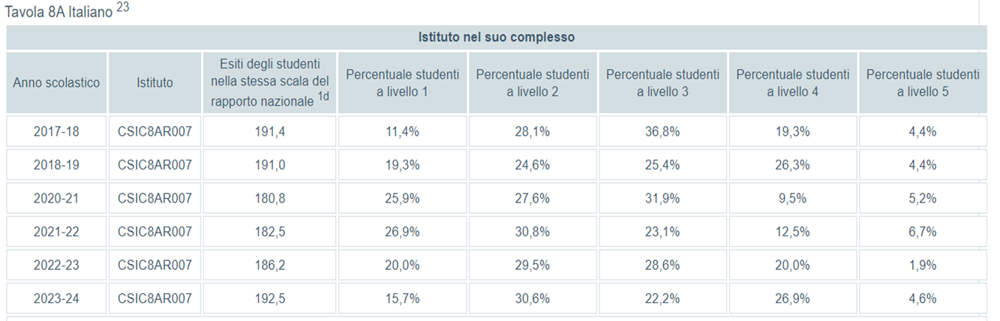 Tavola 8A Italiano 23
Istituto nel suo complesso
Anno scolastico Istituto Esiti degli studenti nella stessa scala del rapporto nazionale 1d Percentuale studenti a livello 1 Percentuale studenti a livello 2 Percentuale studenti a livello 3 Percentuale studenti a livello 4 Percentuale studenti a livello 5
2017-18 CSIC8AR007 191,4 11,4% 28,1% 36,8% 19,3% 4,4%
2018-19 CSIC8AR007 191,0 19,3% 24,6% 25,4% 26,3% 4,4%
2020-21 CSIC8AR007 180,8 25,9% 27,6% 31,9% 9,5% 5,2%
2021-22 CSIC8AR007 182,5 26,9% 30,8% 23,1% 12,5% 6,7%
2022-23 CSIC8AR007 186,2 20,0% 29,5% 28,6% 20,0% 1,9%
2023-24 CSIC8AR007 192,5 15,7% 30,6% 22,2% 26,9% 4,6%